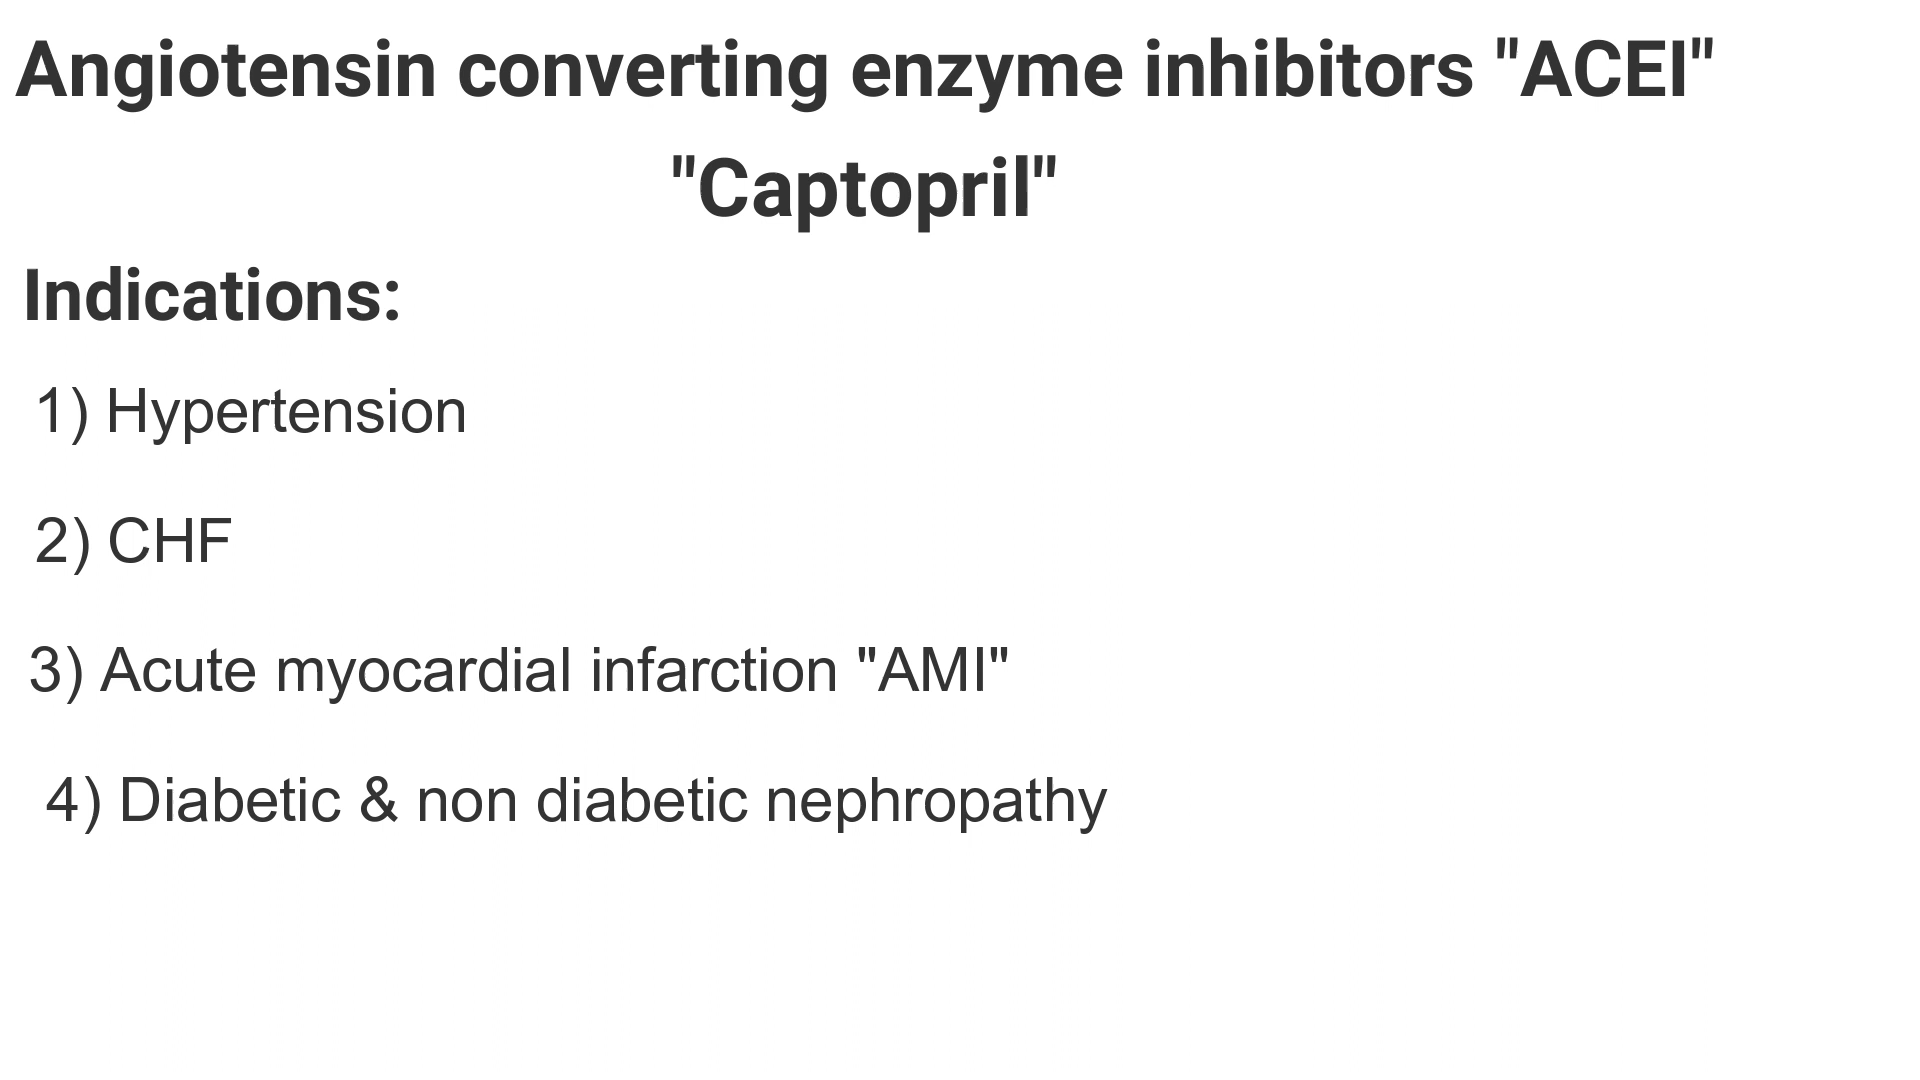 Angiotensin converting enzyme inhibitors "ACEI"
"Captopril"
Indications:
1) Hypertension
2) CHF
3) Acute myocardial infarction "AMI"
4) Diabetic & non diabetic nephropathy